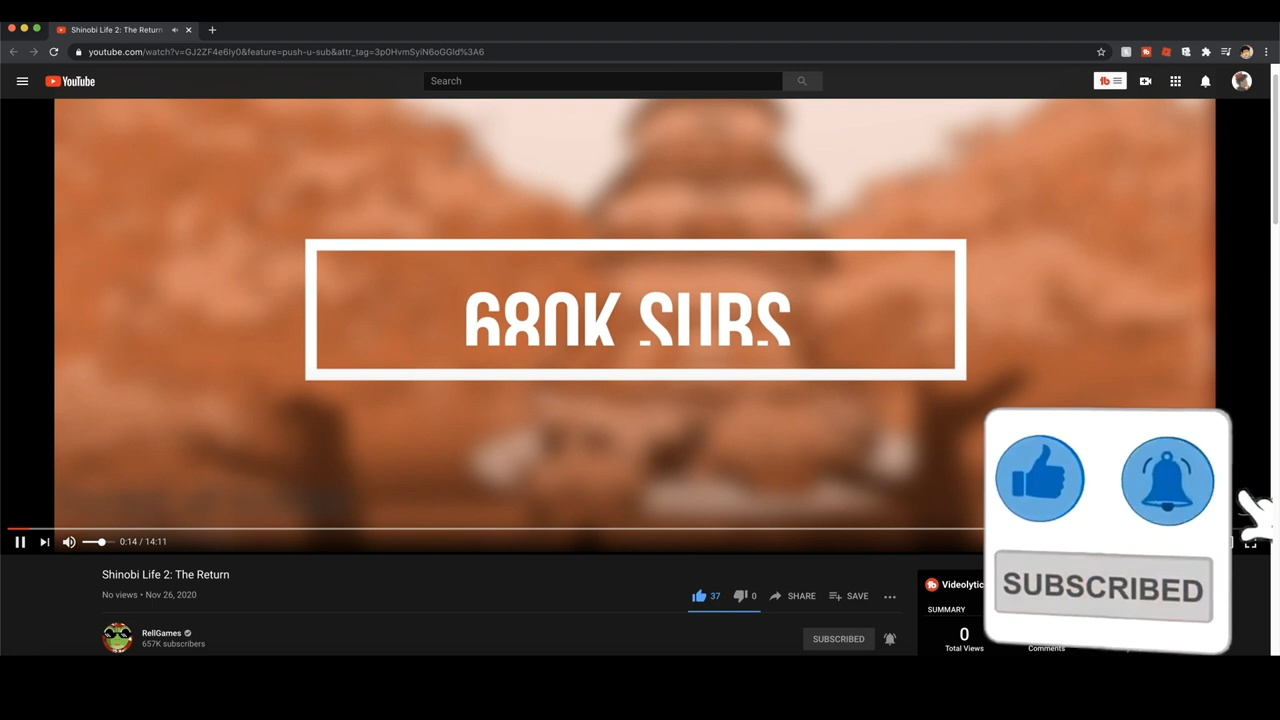 Shinobi Life 2: The Return
youtube.com/watch?v=GJ2ZF4e6Iy0&feature=push-u-sub&attr_tag=3p0HvmSyiN6oGGld%3A6
YouTube
Search
680K SUBS
0:14 / 14:11
Shinobi Life 2: The Return
No views • Nov 26, 2020
37
0
SHARE
SAVE
RellGames
657K subscribers
SUBSCRIBED
Videolytic
SUMMARY
0
Total Views
Comments
SUBSCRIBED